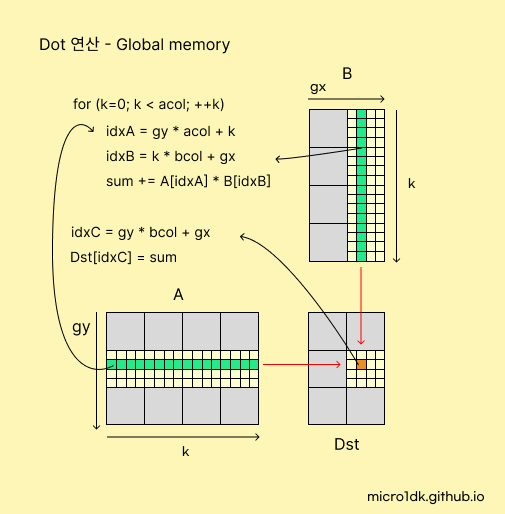 Dot 연산 - Global memory
B
gx
for (k=0; k < acol; ++k)
idxA = gy * acol + k
idxB = k * bcol + gx
sum += A[idxA] * B[idxB]
k
idxC = gy * bcol + gx
Dst[idxC] = sum
A
gy
k
Dst
micro1dk.github.io